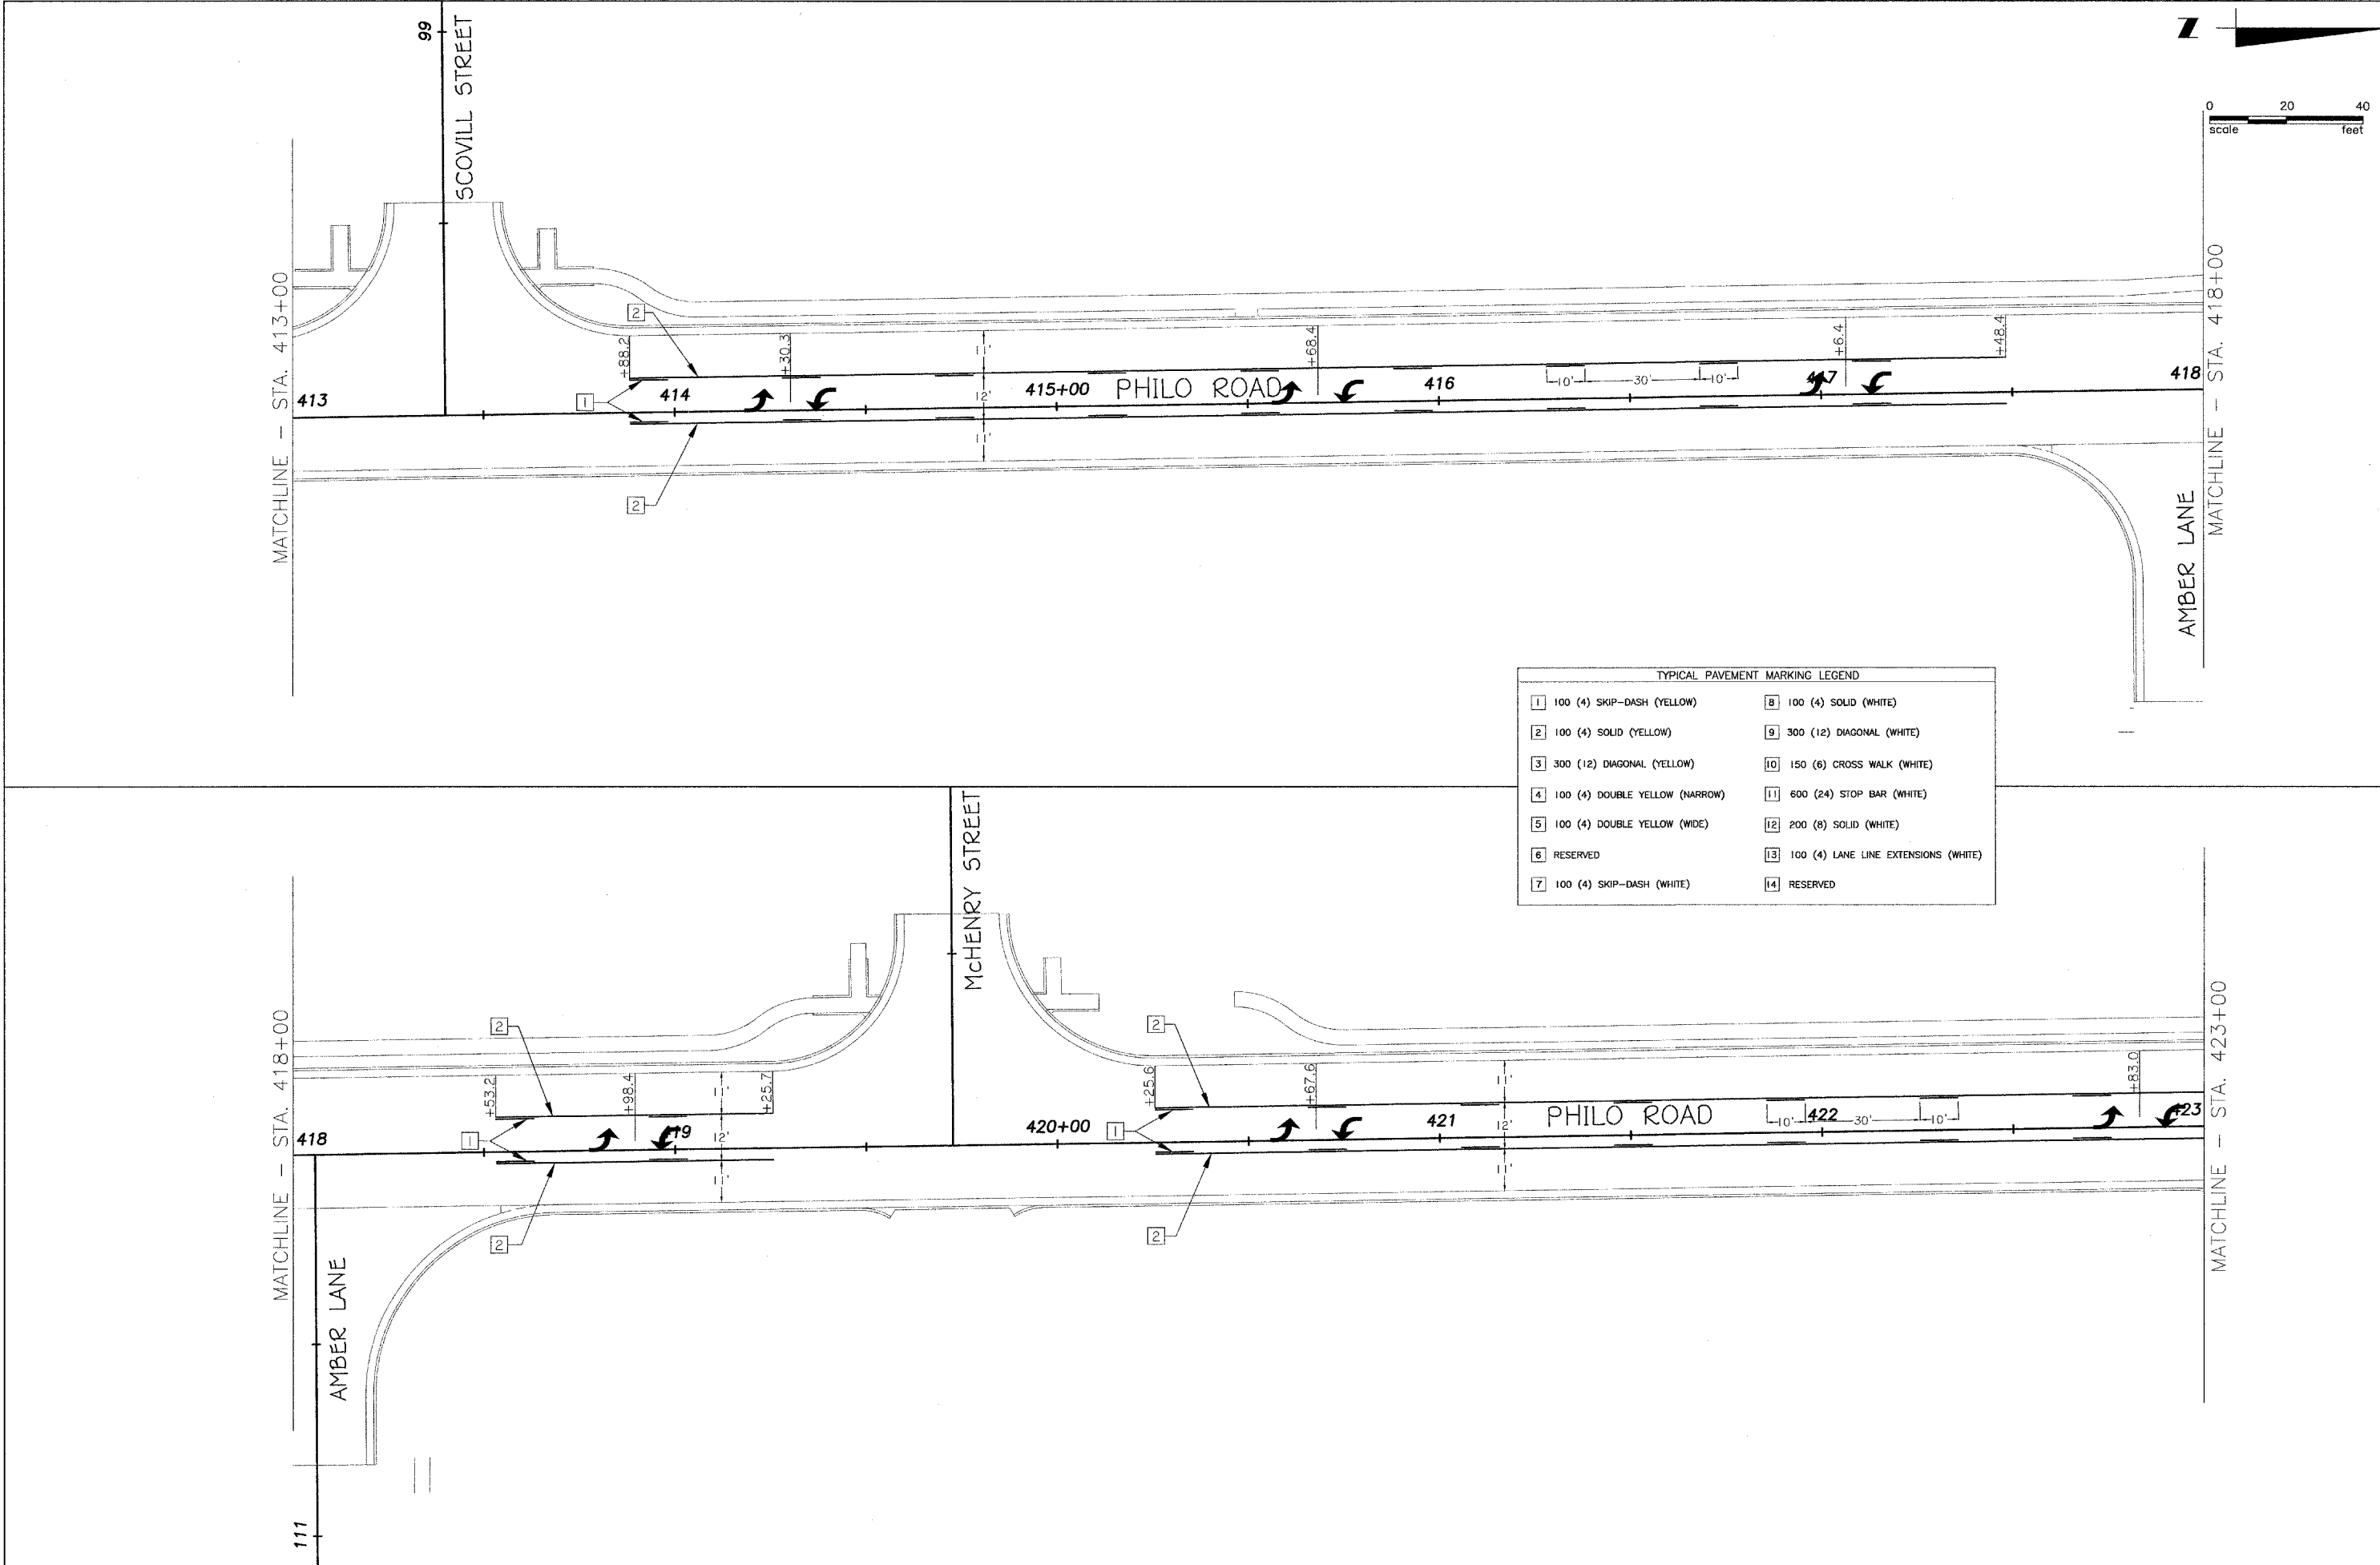 99
SCOVILL STREET
Z
0 20 40
scale feet
MATCHLINE – STA. 413+00
MATCHLINE – STA. 418+00
2
+88.2
+30.3
+68.4
+6.4
+48.4
11'
12'
11'
10'
30'
10'
1
413
414
415+00
PHILO ROAD
416
417
418
2
AMBER LANE
TYPICAL PAVEMENT MARKING LEGEND
1 100 (4) SKIP-DASH (YELLOW)
2 100 (4) SOLID (YELLOW)
3 300 (12) DIAGONAL (YELLOW)
4 100 (4) DOUBLE YELLOW (NARROW)
5 100 (4) DOUBLE YELLOW (WIDE)
6 RESERVED
7 100 (4) SKIP-DASH (WHITE)
8 100 (4) SOLID (WHITE)
9 300 (12) DIAGONAL (WHITE)
10 150 (6) CROSS WALK (WHITE)
11 600 (24) STOP BAR (WHITE)
12 200 (8) SOLID (WHITE)
13 100 (4) LANE LINE EXTENSIONS (WHITE)
14 RESERVED
McHENRY STREET
MATCHLINE – STA. 418+00
MATCHLINE – STA. 423+00
2
2
+53.2
+98.4
+25.7
+25.6
+67.6
+83.0
11'
12'
11'
11'
12'
11'
10'
30'
10'
1
1
418
419
420+00
421
PHILO ROAD
422
423
2
2
AMBER LANE
111